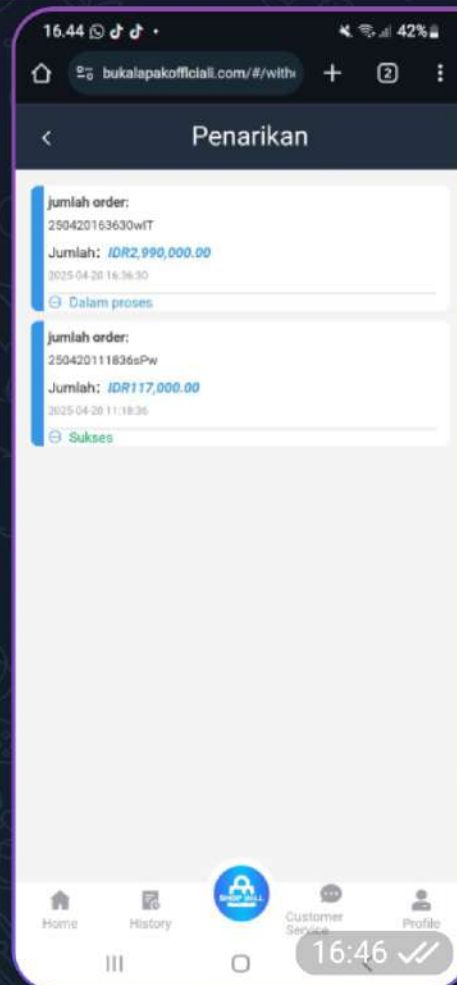 16.44
42%
bukalapakofflciali.com/#/with
2
Penarikan
jumlah order:
250420163630wIT
Jumlah: IDR2,990,000.00
2025-04-20 16:36:30
Dalam proses
jumlah order:
250420111836sPw
Jumlah: IDR117,000.00
2025-04-20 11:18:36
Sukses
SHOP MALL
Home
History
Customer Service
Profile
16:46